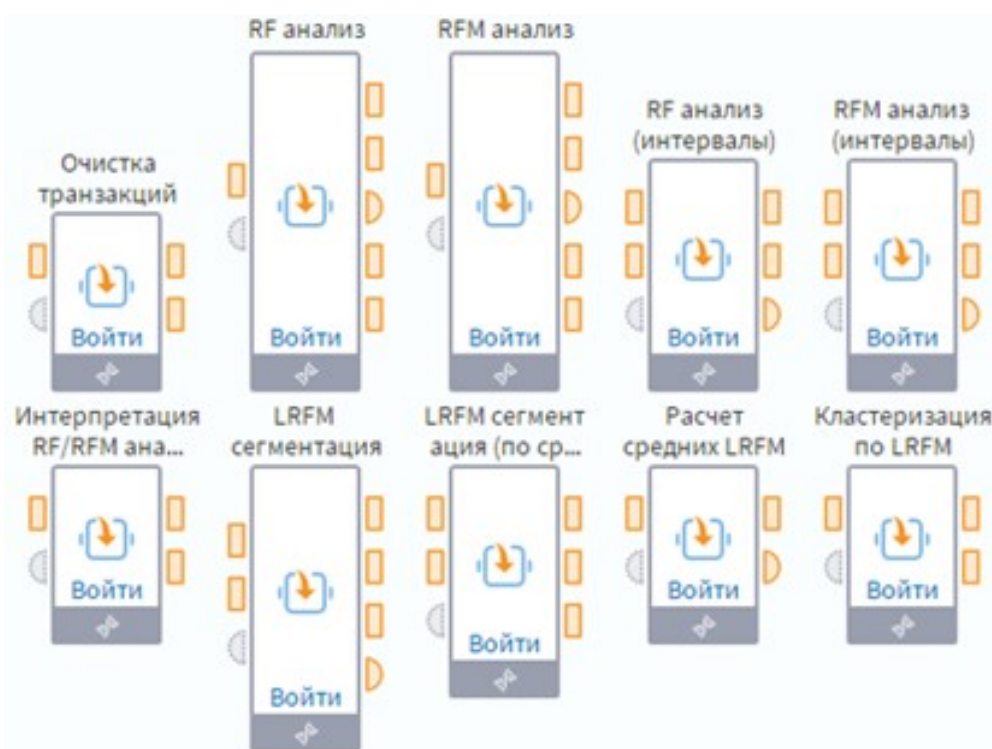 RF анализ
RFM анализ
RF анализ
(интервалы)
RFM анализ
(интервалы)
Очистка
транзакций
Войти
Войти
Войти
Войти
Войти
Интерпретация
RF/RFM ана...
LRFM
сегментация
LRFM сегмент
ация (по ср...
Расчет
средних LRFM
Кластеризация
по LRFM
Войти
Войти
Войти
Войти
Войти